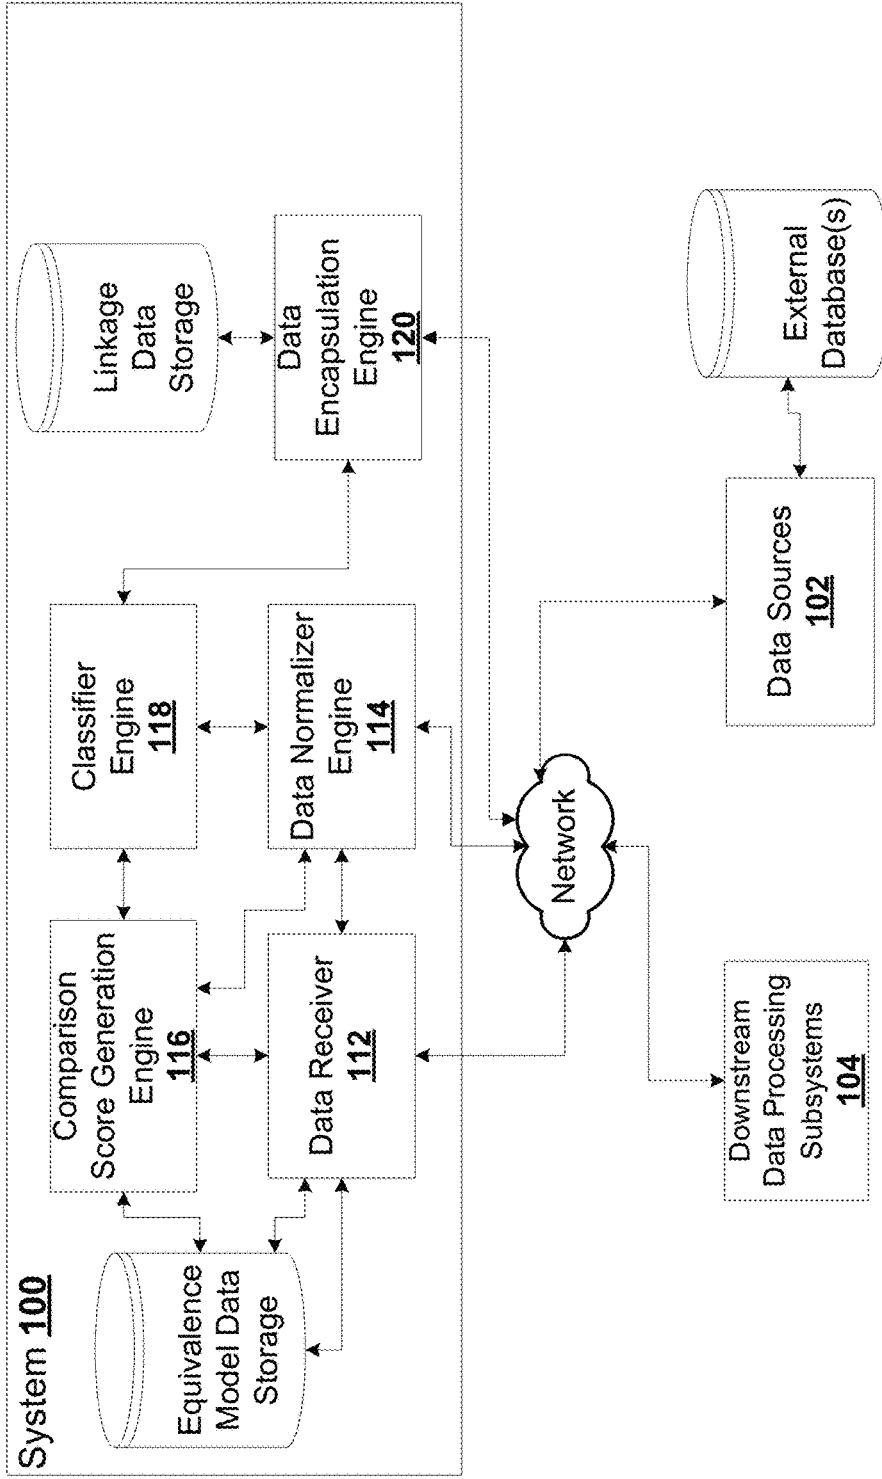 System 100
Equivalence
Model Data
Storage
Comparison
Score Generation
Engine
116
Classifier
Engine
118
Linkage
Data
Storage
Data Receiver
112
Data Normalizer
Engine
114
Data
Encapsulation
Engine
120
Network
Downstream
Data Processing
Subsystems
104
Data Sources
102
External
Database(s)